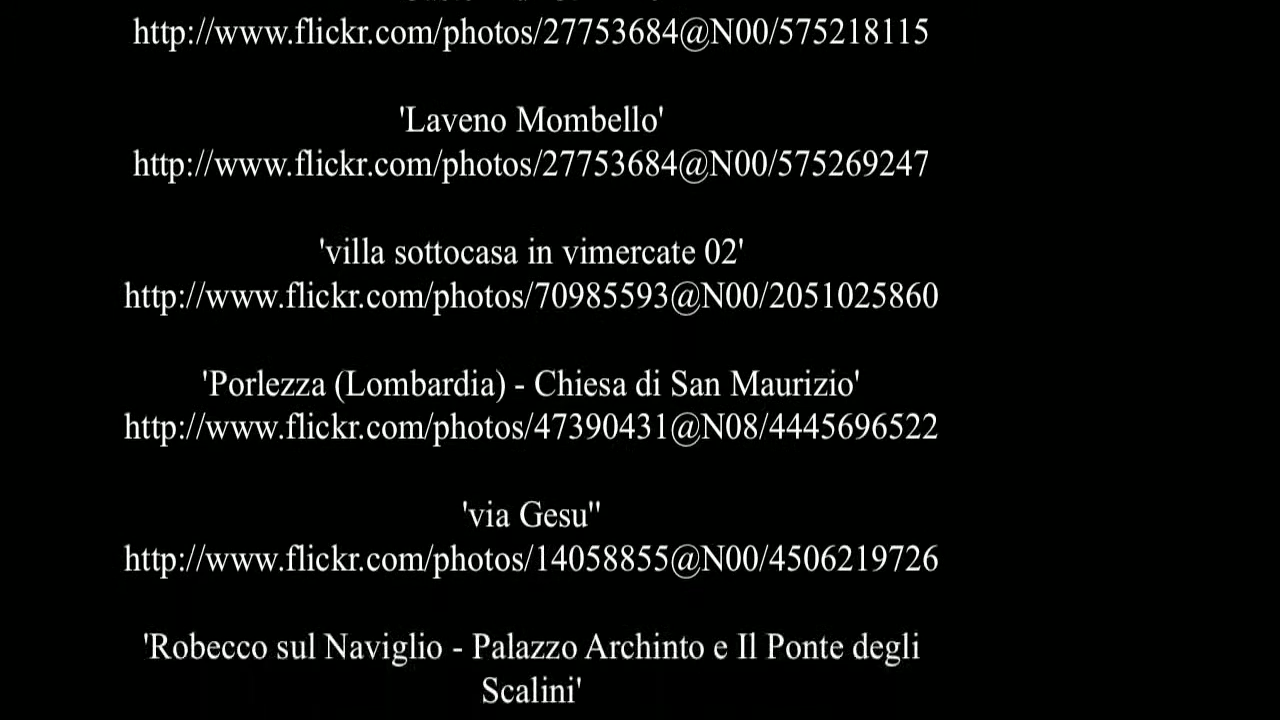 http://www.flickr.com/photos/27753684@N00/575218115
'Laveno Mombello'
http://www.flickr.com/photos/27753684@N00/575269247
'villa sottocasa in vimercate 02'
http://www.flickr.com/photos/70985593@N00/2051025860
'Porlezza (Lombardia) - Chiesa di San Maurizio'
http://www.flickr.com/photos/47390431@N08/4445696522
'via Gesu''
http://www.flickr.com/photos/14058855@N00/4506219726
'Robecco sul Naviglio - Palazzo Archinto e Il Ponte degli
Scalini'